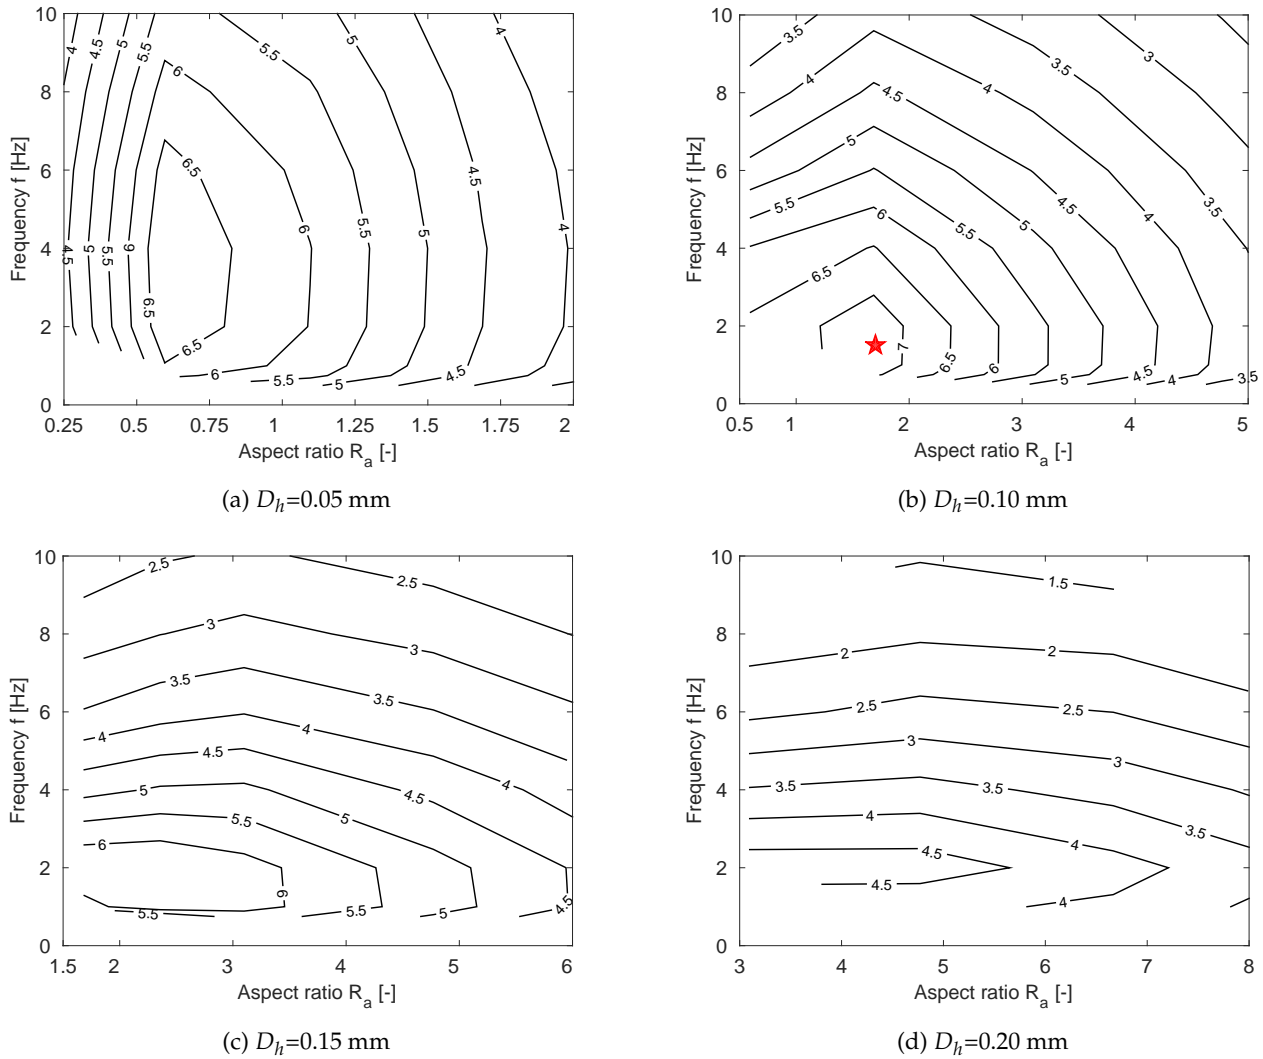 10
8
6
4
2
0
0.25 0.5 0.75 1 1.25 1.5 1.75 2
Frequency f [Hz]
Aspect ratio R_a [-]
4 4.5 5 5.5 6 5.5 5 4
6.5 4.5
4.5 5 5.5 6 6.5 6 5.5 5 4
6.5 6 5.5 5 4.5
(a) D_h=0.05 mm
10
8
6
4
2
0
0.5 1 2 3 4 5
Frequency f [Hz]
Aspect ratio R_a [-]
3.5 3.5 3
4 4.5 4
5
5.5 6 5.5 5 4.5 4 3.5
6.5
7 6.5 6 5 4.5 4 3.5
(b) D_h=0.10 mm
10
8
6
4
2
0
1.5 2 3 4 5 6
Frequency f [Hz]
Aspect ratio R_a [-]
2.5 2.5
3 3
3.5 3.5
4 4 4
4.5 4.5
5 5
5.5
6 6
5.5 5.5 5 4.5
(c) D_h=0.15 mm
10
8
6
4
2
0
3 4 5 6 7 8
Frequency f [Hz]
Aspect ratio R_a [-]
1.5
2 2
2.5 2.5
3 3
3.5 3.5 3.5
4 4
4.5
4.5 4
(d) D_h=0.20 mm